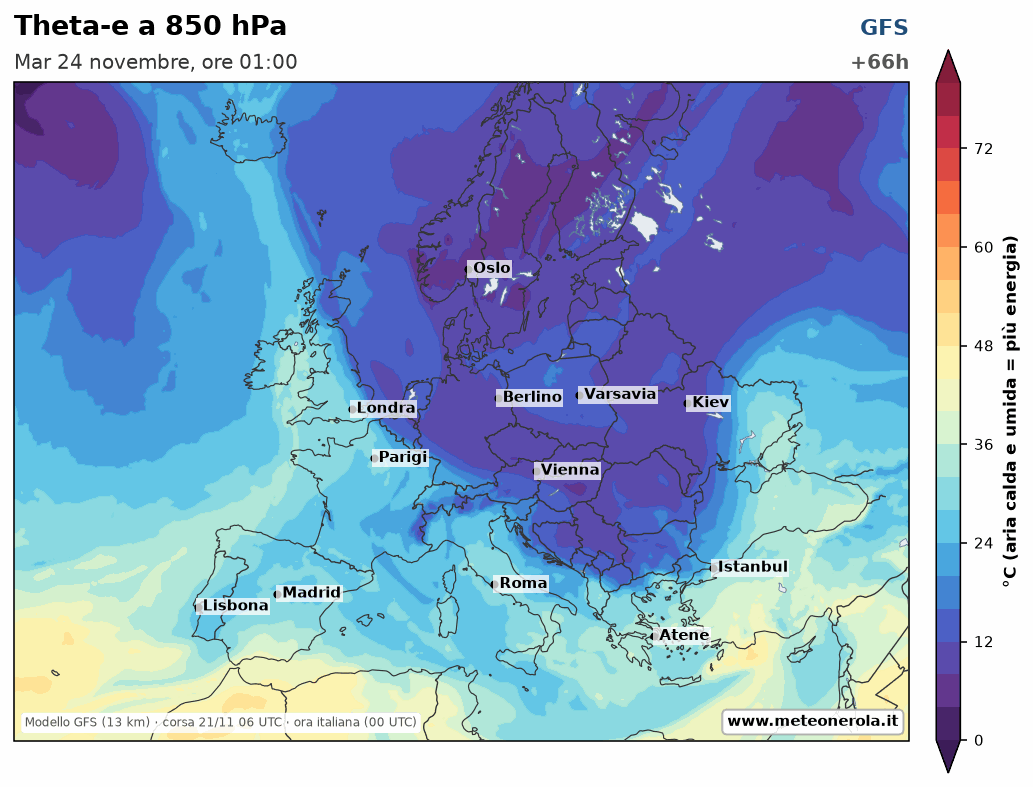 Theta-e a 850 hPa
GFS
Mar 24 novembre, ore 01:00
+66h
72
60
48
36
24
12
0
°C (aria calda e umida = più energia)
Oslo
Berlino
Varsavia
Kiev
Londra
Parigi
Vienna
Istanbul
Roma
Madrid
Lisbona
Atene
Modello GFS (13 km) · corsa 21/11 06 UTC · ora italiana (00 UTC)
www.meteonerola.it